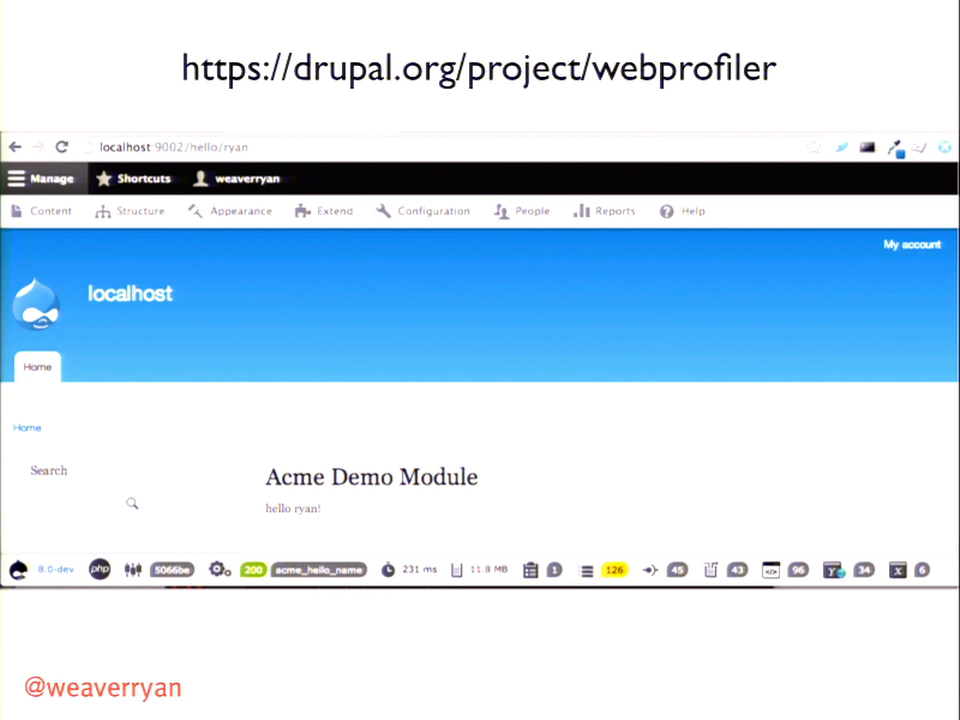 https://drupal.org/project/webprofiler
localhost:9002/hello/ryan
Manage Shortcuts weaverryan
Content Structure Appearance Extend Configuration People Reports Help
My account
localhost
Home
Home
Search
Acme Demo Module
hello ryan!
8.0-dev php 5066be 200 acme_hello_name 231 ms 11.8 MB 1 126 45 43 </> 96 Y 34 X 6
@weaverryan